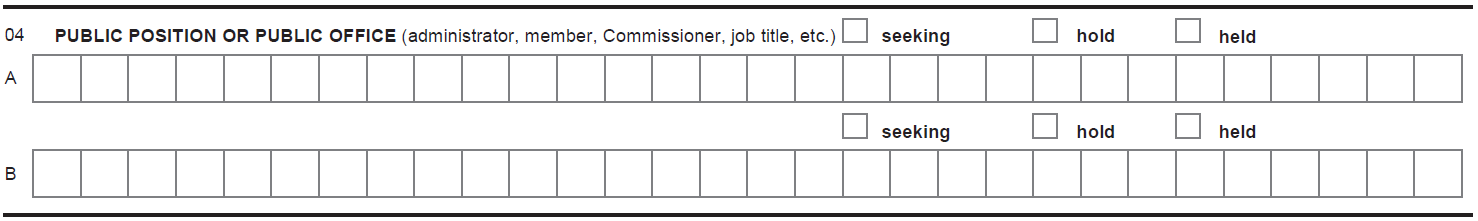 04 PUBLIC POSITION OR PUBLIC OFFICE (administrator, member, Commissioner, job title, etc.) seeking hold held
A
seeking hold held
B